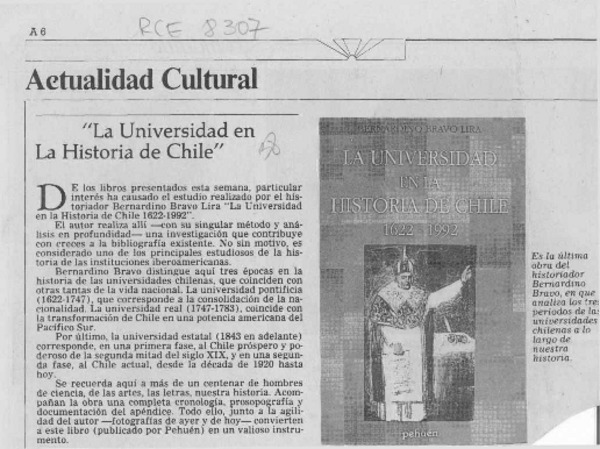 A 6
RCE 8307
Actualidad Cultural
"La Universidad en
La Historia de Chile"
DE los libros presentados esta semana, particular
interés ha causado el estudio realizado por el his-
toriador Bernardino Bravo Lira "La Universidad
en la Historia de Chile 1622-1992".
El autor realiza allí —con su singular método y aná-
lisis en profundidad— una investigación que contribuye
con creces a la bibliografía existente. No sin motivo, es
considerado uno de los principales estudiosos de la his-
toria de las instituciones iberoamericanas.
Bernardino Bravo distingue aquí tres épocas en la
historia de las universidades chilenas, que coinciden con
otras tantas de la vida nacional. La universidad pontificia
(1622-1747), que corresponde a la consolidación de la na-
cionalidad. La universidad real (1747-1783), coincide con
la transformación de Chile en una potencia americana del
Pacífico Sur.
Por último, la universidad estatal (1843 en adelante)
corresponde, en una primera fase, al Chile próspero y po-
deroso de la segunda mitad del siglo XIX, y en una segun-
da fase, al Chile actual, desde la década de 1920 hasta
hoy.
Se recuerda aquí a más de un centenar de hombres
de ciencia, de las artes, las letras, nuestra historia. Acom-
pañan la obra una completa cronología, prosopografía y
documentación del apéndice. Todo ello, junto a la agili-
dad del autor —fotografías de ayer y de hoy— convierten
a este libro (publicado por Pehuén) en un valioso instru-
mento.
BERNARDINO BRAVO LIRA
LA UNIVERSIDAD
EN LA
HISTORIA DE CHILE
1622 1992
pehuén
Es la última
obra del
historiador
Bernardino
Bravo, en que
analiza los tres
períodos de las
universidades
chilenas a lo
largo de
nuestra
historia.